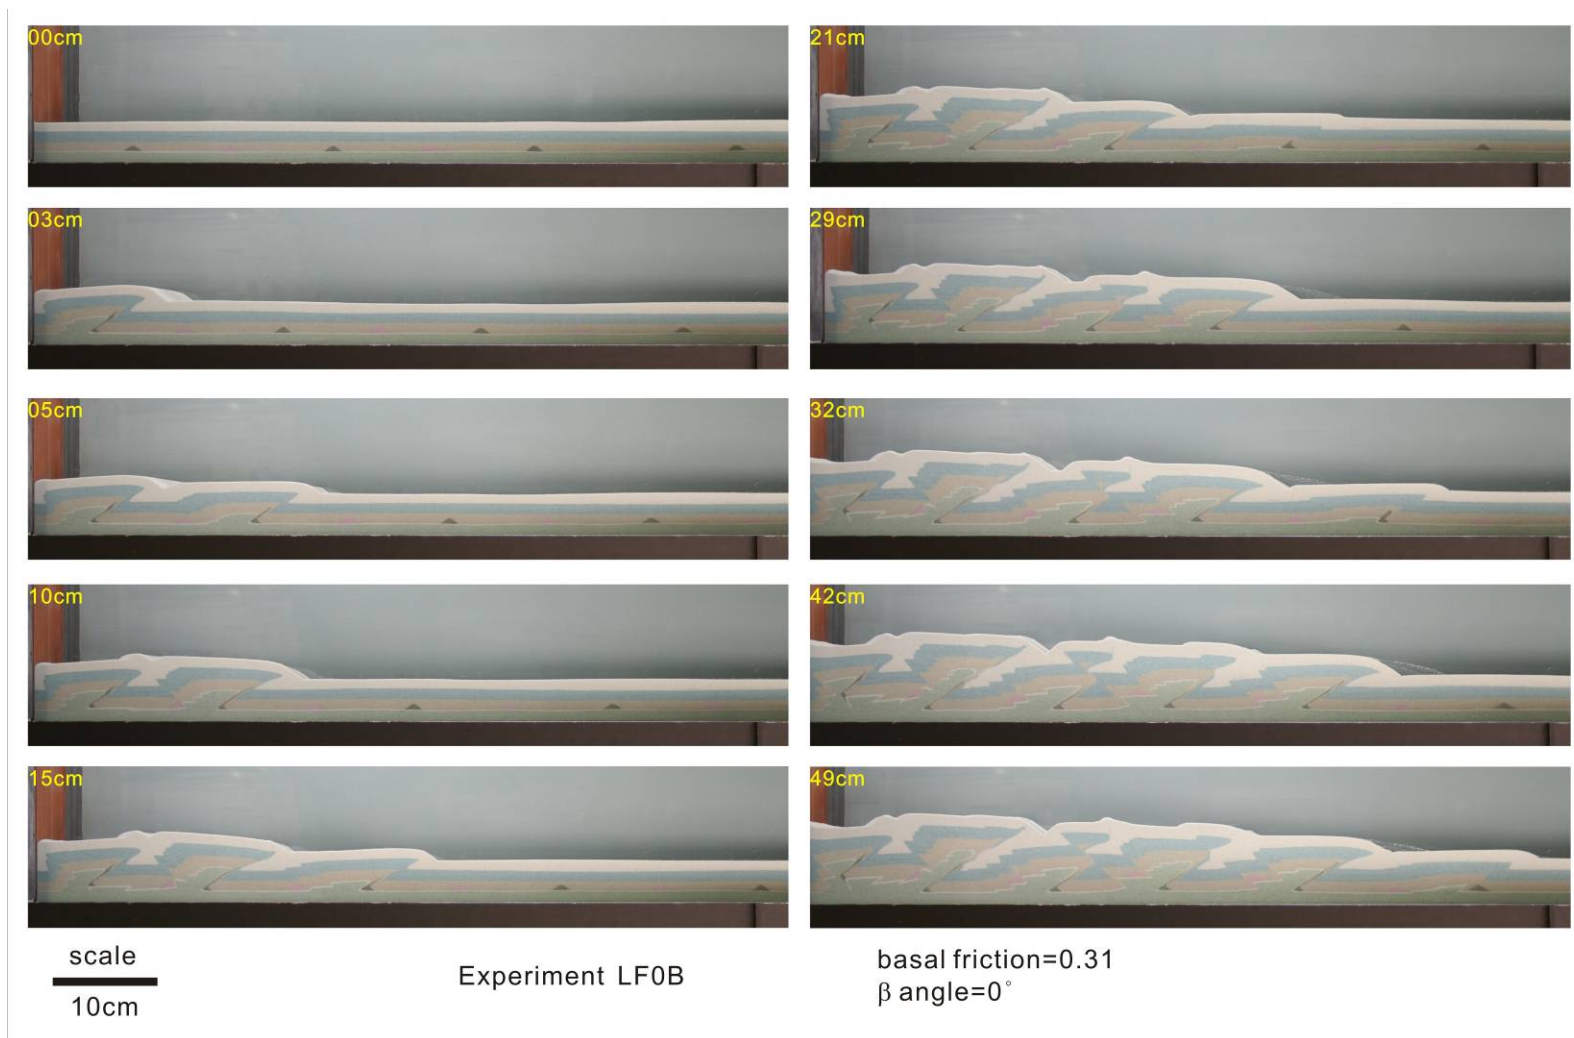 00cm
03cm
05cm
10cm
15cm
21cm
29cm
32cm
42cm
49cm
scale
10cm
Experiment LF0B
basal friction=0.31
β angle=0°